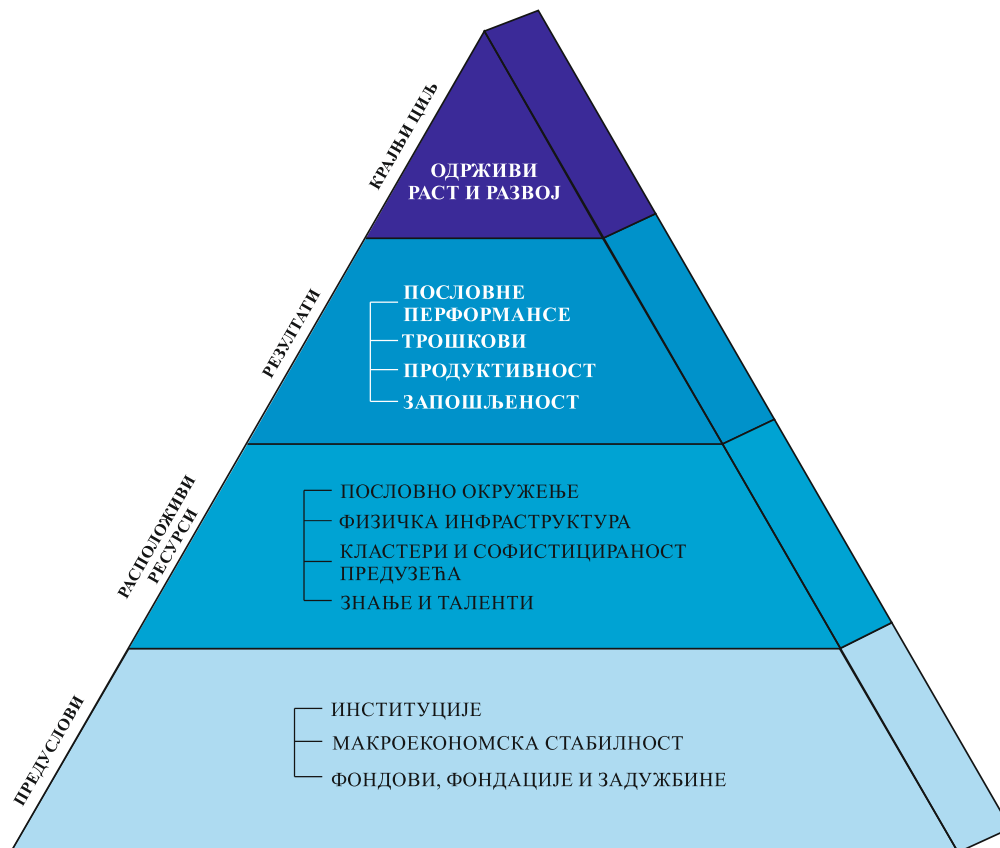 КРАЈЊИ ЦИЉ
ОДРЖИВИ
РАСТ И РАЗВОЈ
РЕЗУЛТАТИ
ПОСЛОВНЕ
ПЕРФОРМАНСЕ
ТРОШКОВИ
ПРОДУКТИВНОСТ
ЗАПОШЉЕНОСТ
РАСПОЛОЖИВИ
РЕСУРСИ
ПОСЛОВНО ОКРУЖЕЊЕ
ФИЗИЧКА ИНФРАСТРУКТУРА
КЛАСТЕРИ И СОФИСТИЦИРАНОСТ
ПРЕДУЗЕЋА
ЗНАЊЕ И ТАЛЕНТИ
ПРЕДУСЛОВИ
ИНСТИТУЦИЈЕ
МАКРОЕКОНОМСКА СТАБИЛНОСТ
ФОНДОВИ, ФОНДАЦИЈЕ И ЗАДУЖБИНЕ